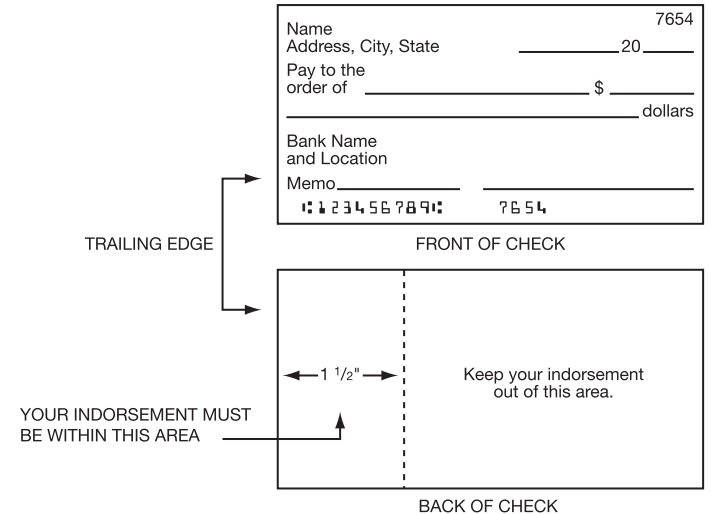 7654
Name
Address, City, State
20
Pay to the
order of $
dollars
Bank Name
and Location
Memo
⑆123456789⑆ 7654
TRAILING EDGE
FRONT OF CHECK
1 1/2"
Keep your indorsement
out of this area.
YOUR INDORSEMENT MUST
BE WITHIN THIS AREA
BACK OF CHECK